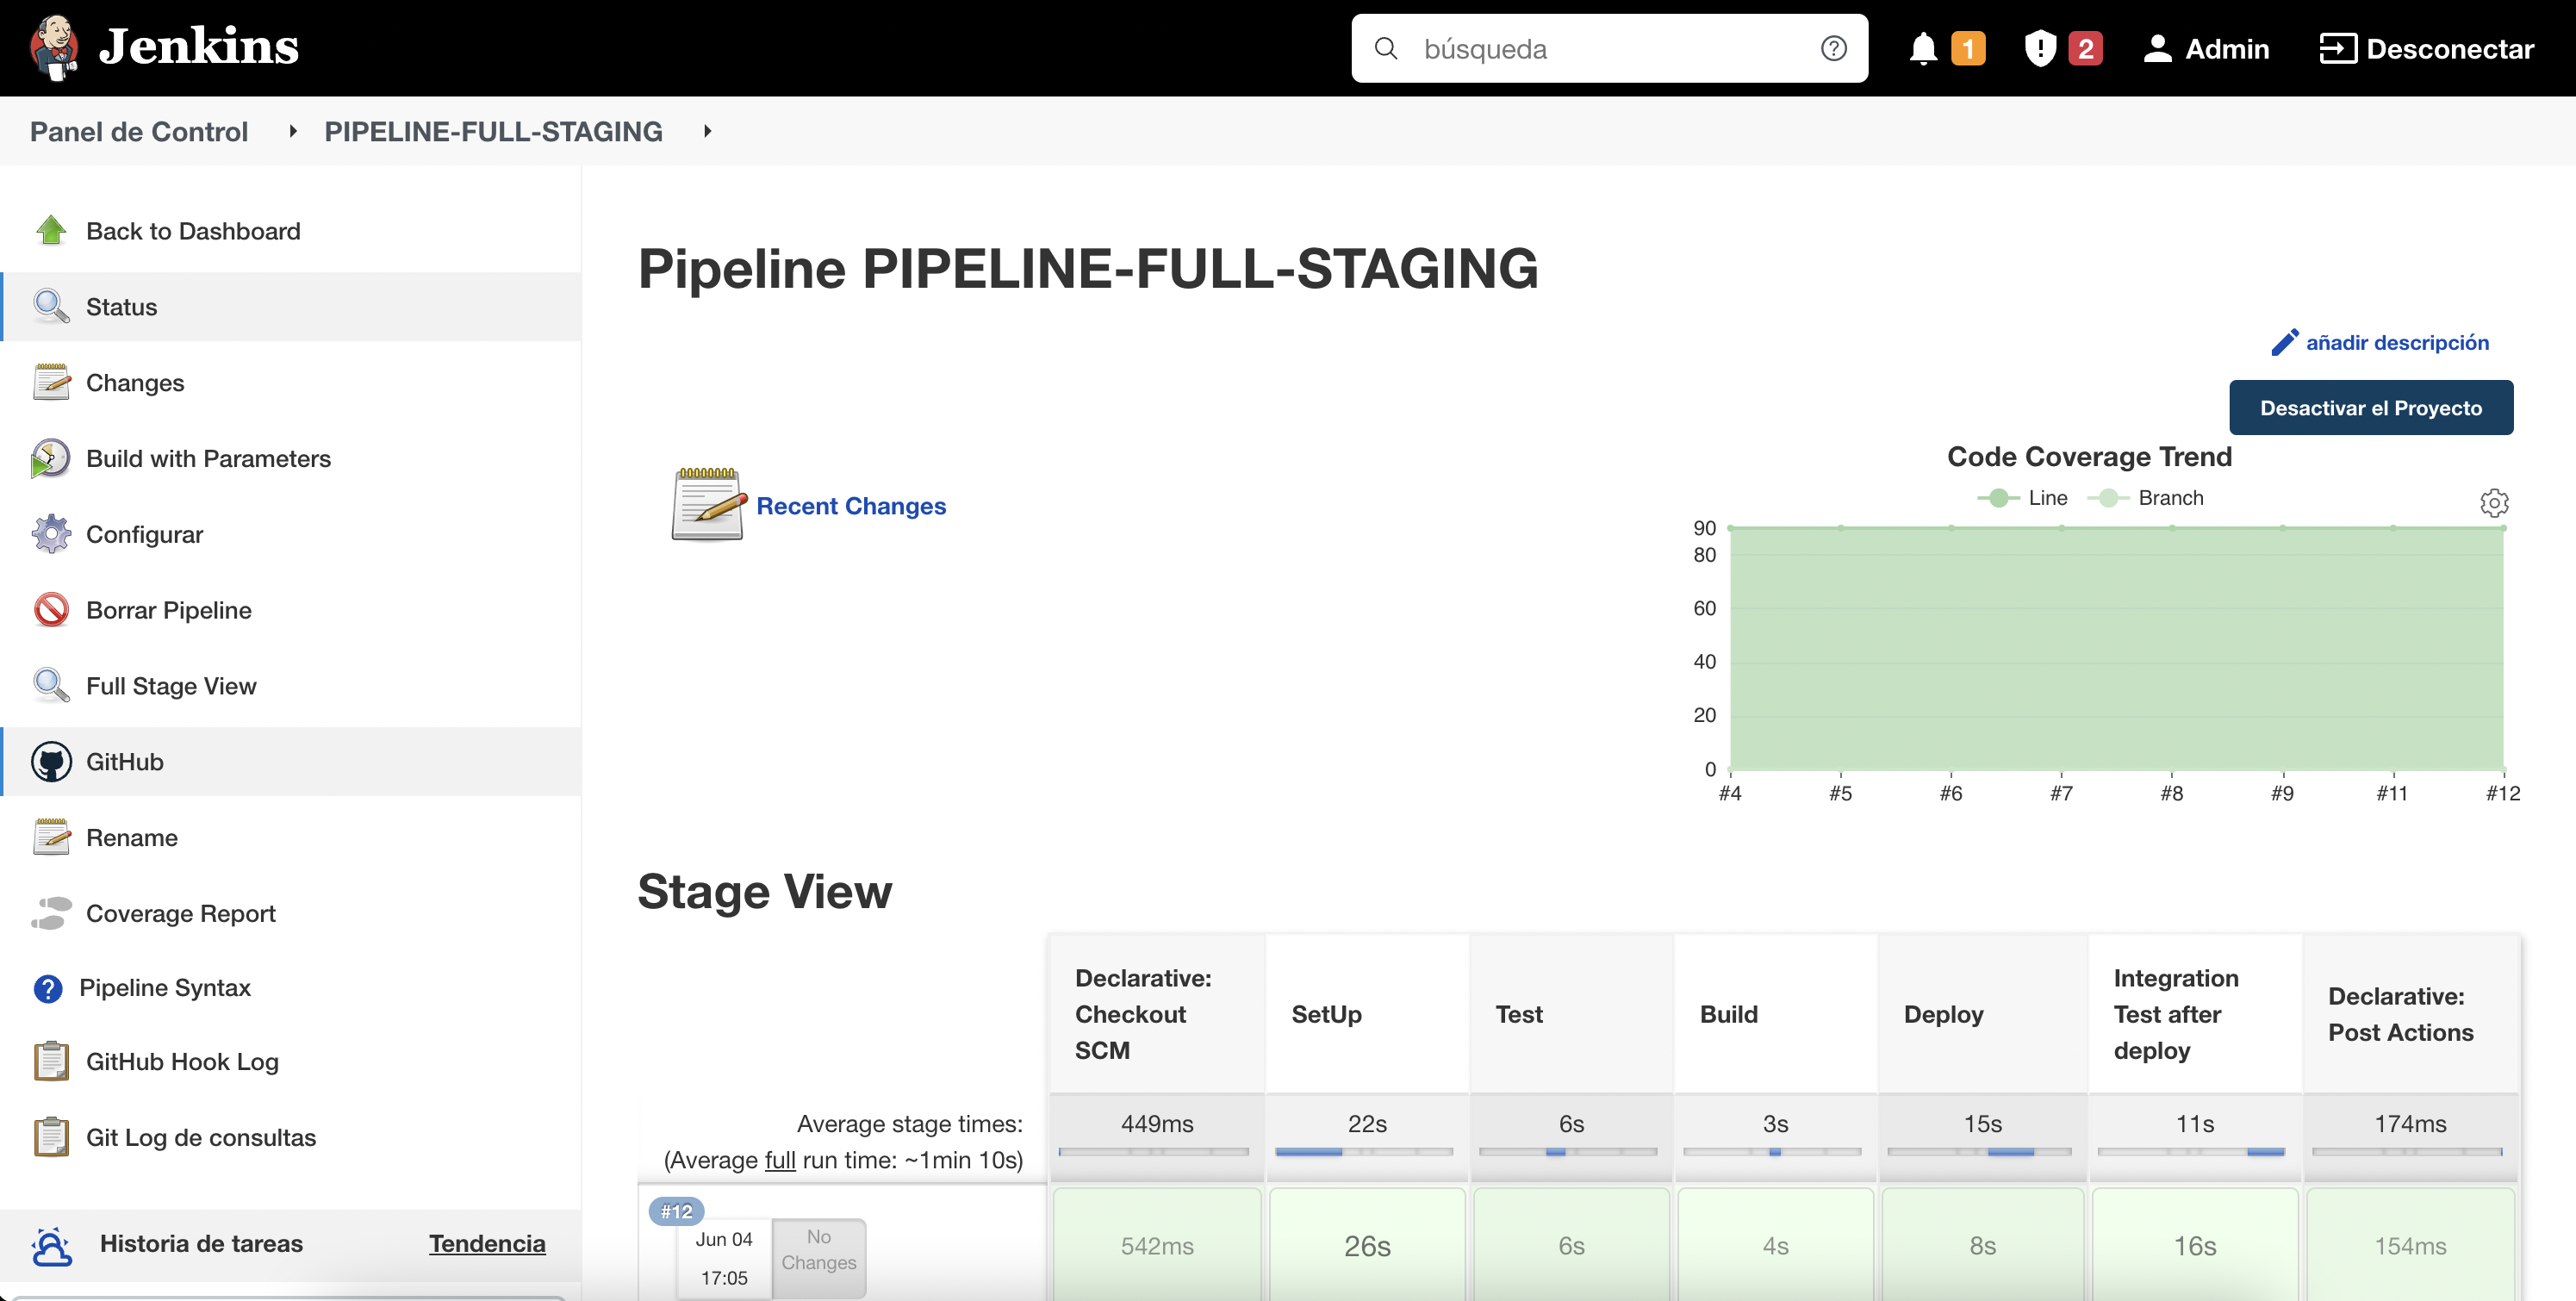 Jenkins
búsqueda
1
2
Admin
Desconectar
Panel de Control
PIPELINE-FULL-STAGING
Back to Dashboard
Status
Changes
Build with Parameters
Configurar
Borrar Pipeline
Full Stage View
GitHub
Rename
Coverage Report
Pipeline Syntax
GitHub Hook Log
Git Log de consultas
Historia de tareas
Tendencia
Pipeline PIPELINE-FULL-STAGING
añadir descripción
Desactivar el Proyecto
Recent Changes
Code Coverage Trend
Line
Branch
90
80
60
40
20
0
#4
#5
#6
#7
#8
#9
#11
#12
Stage View
Declarative:
Checkout
SCM
SetUp
Test
Build
Deploy
Integration
Test after
deploy
Declarative:
Post Actions
Average stage times:
(Average full run time: ~1min 10s)
449ms
22s
6s
3s
15s
11s
174ms
#12
Jun 04
17:05
No
Changes
542ms
26s
6s
4s
8s
16s
154ms